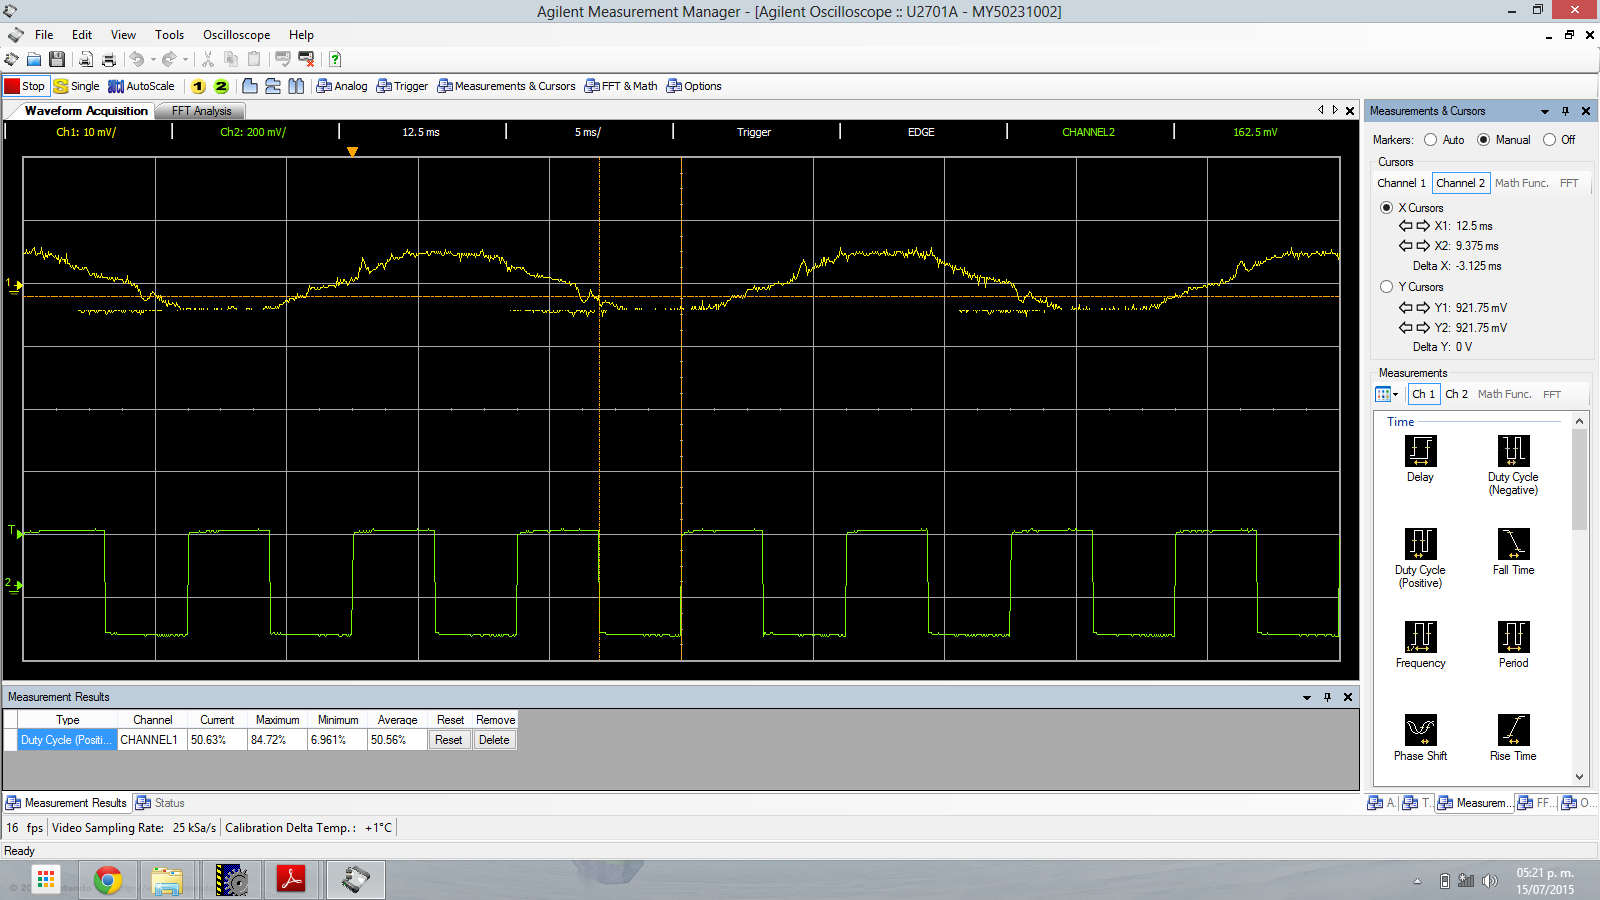 Agilent Measurement Manager - [Agilent Oscilloscope :: U2701A - MY50231002]
File Edit View Tools Oscilloscope Help
Stop Single AutoScale 1 2 Analog Trigger Measurements & Cursors FFT & Math Options
Waveform Acquisition FFT Analysis
Ch1: 10 mV/ Ch2: 200 mV/ 12.5 ms 5 ms/ Trigger EDGE CHANNEL2 162.5 mV
1
T
2
Measurements & Cursors
Markers: Auto Manual Off
Cursors
Channel 1 Channel 2 Math Func. FFT
X Cursors
X1: 12.5 ms
X2: 9.375 ms
Delta X: -3.125 ms
Y Cursors
Y1: 921.75 mV
Y2: 921.75 mV
Delta Y: 0 V
Measurements
Ch 1 Ch 2 Math Func. FFT
Time
Delay Duty Cycle
(Negative)
Duty Cycle Fall Time
(Positive)
Frequency Period
Phase Shift Rise Time
A. T. Measurem... FF... O...
Measurement Results
Type Channel Current Maximum Minimum Average Reset Remove
Duty Cycle (Positi... CHANNEL1 50.63% 84.72% 6.961% 50.56% Reset Delete
Measurement Results Status
16 fps Video Sampling Rate: 25 kSa/s Calibration Delta Temp. : +1°C
Ready
05:21 p. m.
15/07/2015